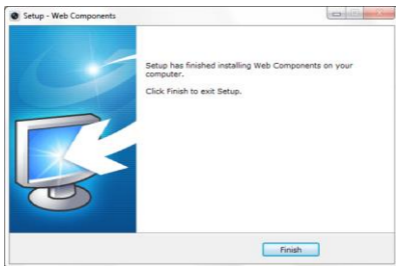 Setup - Web Components
Setup has finished installing Web Components on your
computer.
Click Finish to exit Setup.
Finish